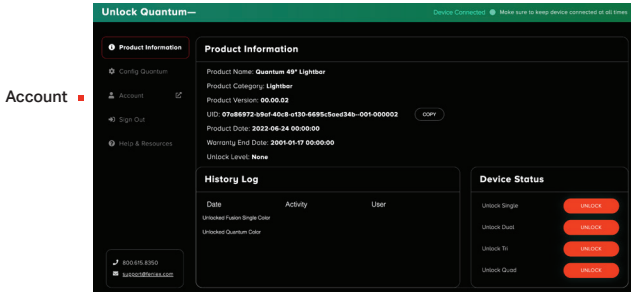 Unlock Quantum—
Device Connected
Make sure to keep device connected at all times
Product Information
Config Quantum
Account
Sign Out
Help & Resources
Account
800.615.8350
support@feniex.com
Product Information
Product Name: Quantum 49" Lightbar
Product Category: Lightbar
Product Version: 00.00.02
UID: 07a86972-b9af-40c8-a130-6695c5aed34b--001-000002
COPY
Product Date: 2022-06-24 00:00:00
Warranty End Date: 2001-01-17 00:00:00
Unlock Level: None
History Log
Date Activity User
Unlocked Fusion Single Color
Unlocked Quantum Color
Device Status
Unlock Single UNLOCK
Unlock Dual UNLOCK
Unlock Tri UNLOCK
Unlock Quad UNLOCK